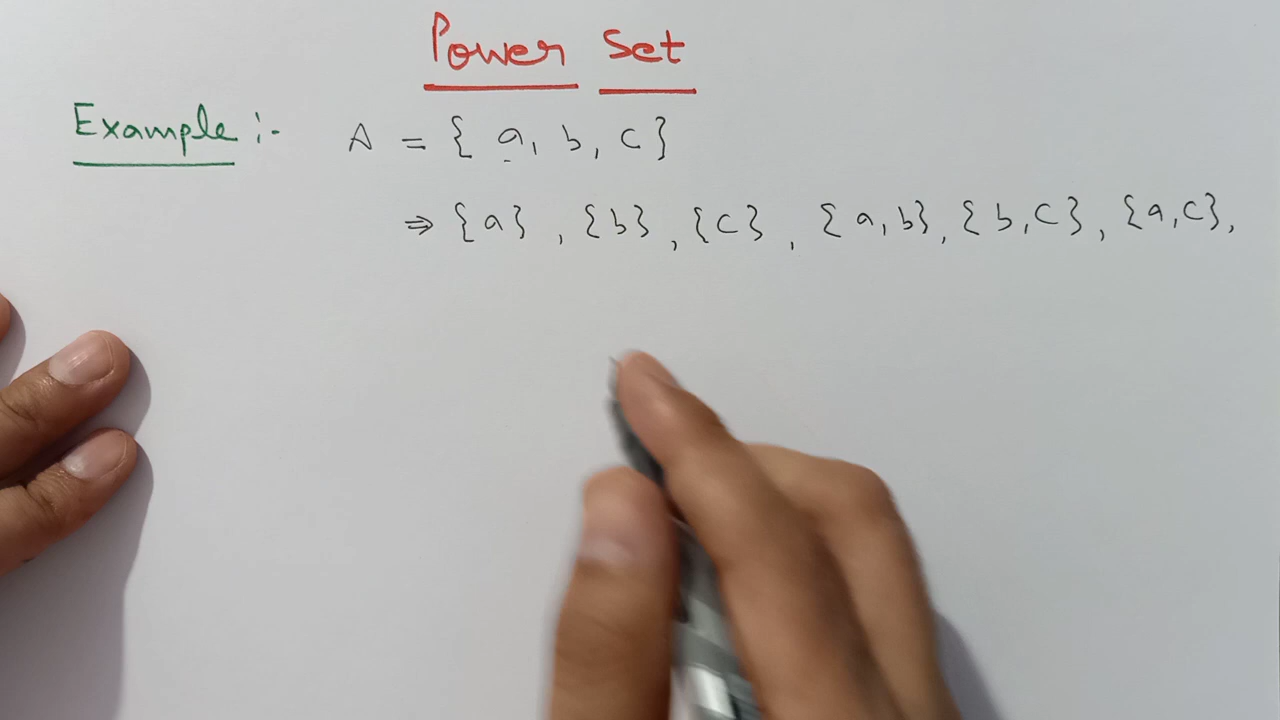 Power Set
Example :- A = { a, b, c }
⇒ {a} , {b} , {c} , {a,b}, {b,c}, {a,c},